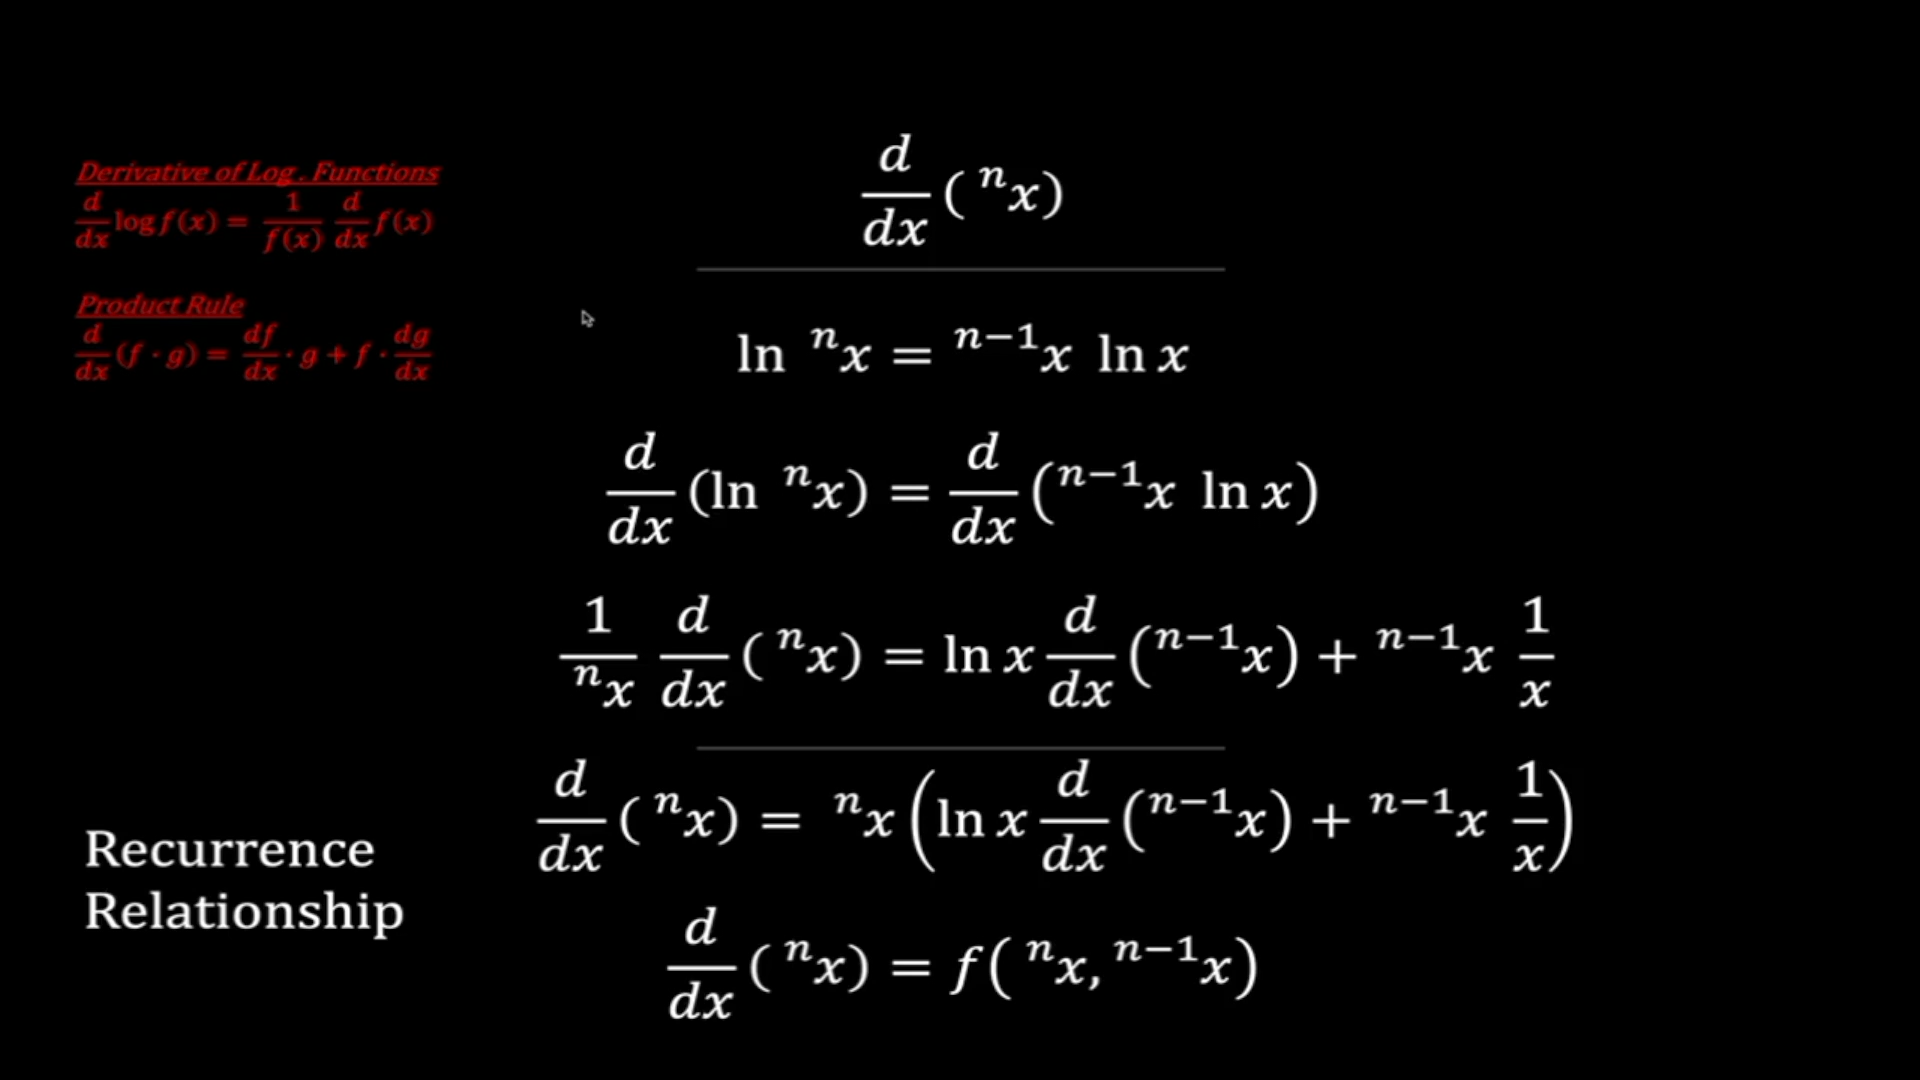 Derivative of Log . Functions
d/dx log f(x) = 1/f(x) d/dx f(x)
Product Rule
d/dx (f · g) = df/dx · g + f · dg/dx
d/dx (ⁿx)
ln ⁿx = ⁿ⁻¹x ln x
d/dx (ln ⁿx) = d/dx (ⁿ⁻¹x ln x)
1/ⁿx d/dx (ⁿx) = ln x d/dx (ⁿ⁻¹x) + ⁿ⁻¹x 1/x
d/dx (ⁿx) = ⁿx (ln x d/dx (ⁿ⁻¹x) + ⁿ⁻¹x 1/x)
Recurrence
Relationship
d/dx (ⁿx) = f(ⁿx, ⁿ⁻¹x)